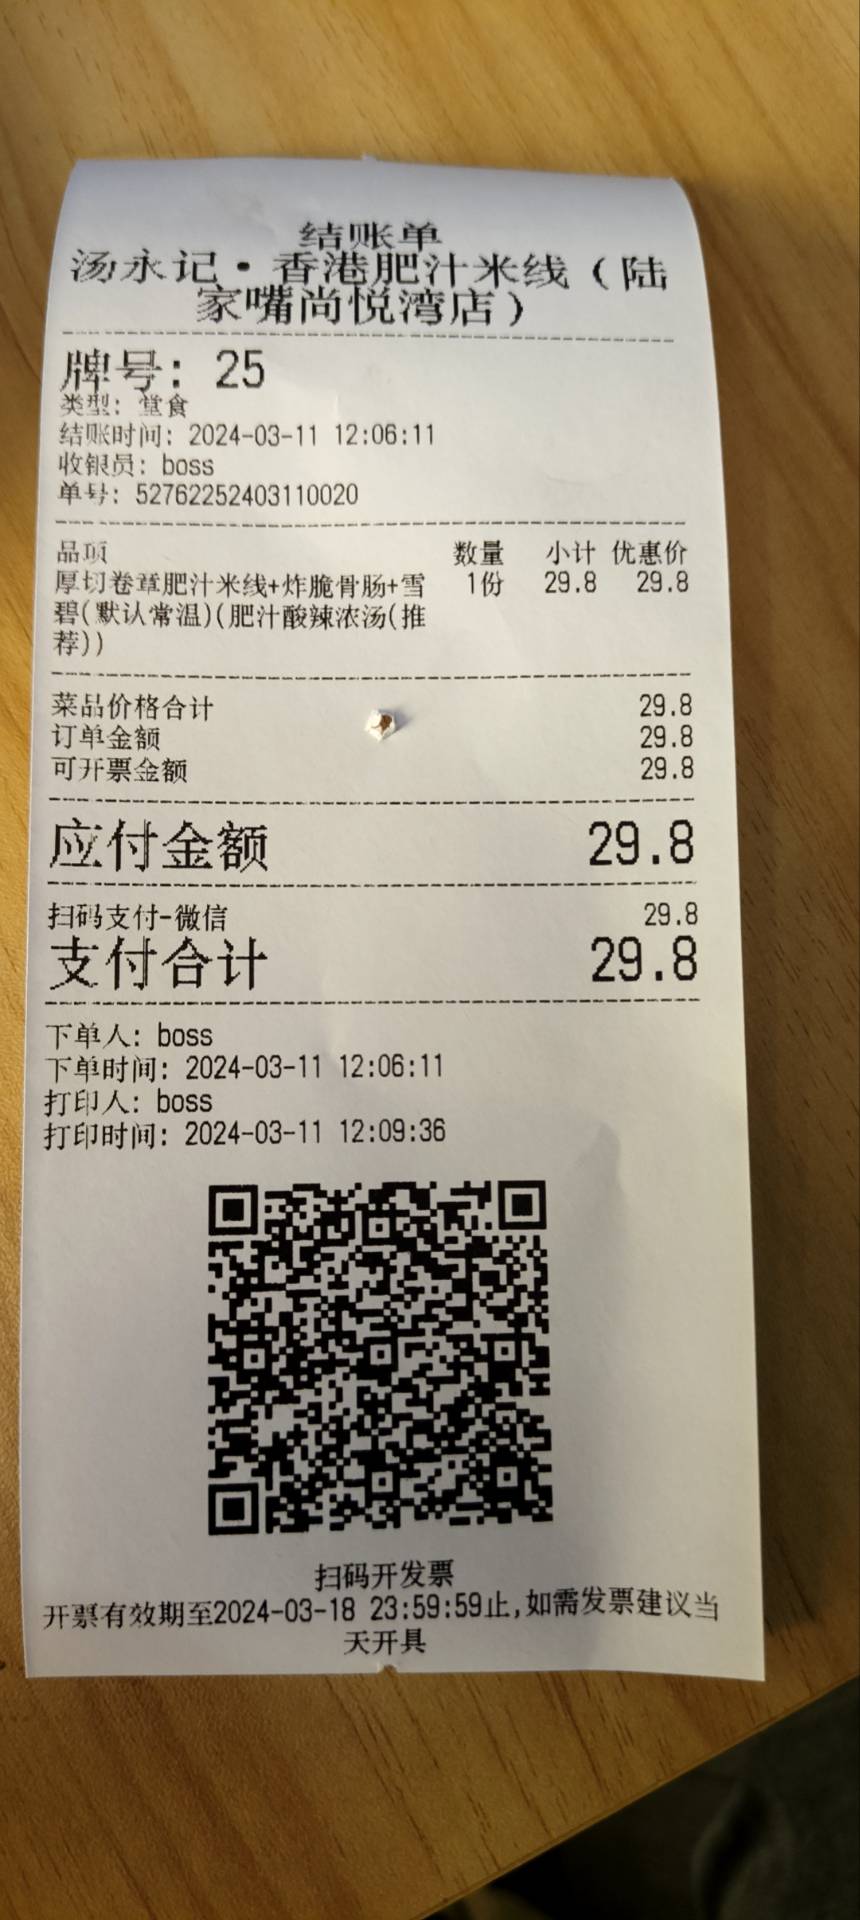 结账单
汤永记·香港肥汁米线(陆
家嘴尚悦湾店)
牌号: 25
类型: 堂食
结账时间: 2024-03-11 12:06:11
收银员: boss
单号: 52762252403110020
品项 数量 小计 优惠价
厚切卷章肥汁米线+炸脆骨肠+雪 1份 29.8 29.8
碧(默认常温)(肥汁酸辣浓汤(推
荐))
菜品价格合计 29.8
订单金额 29.8
可开票金额 29.8
应付金额 29.8
扫码支付-微信 29.8
支付合计 29.8
下单人: boss
下单时间: 2024-03-11 12:06:11
打印人: boss
打印时间: 2024-03-11 12:09:36
扫码开发票
开票有效期至2024-03-18 23:59:59止,如需发票建议当
天开具